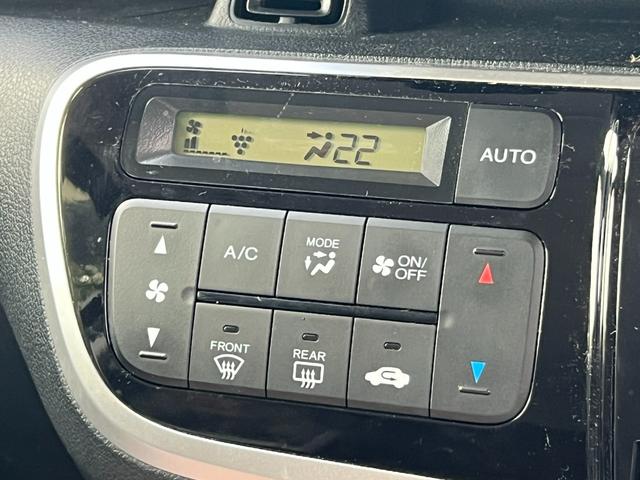 22
AUTO
A/C
MODE
ON/
OFF
FRONT
REAR